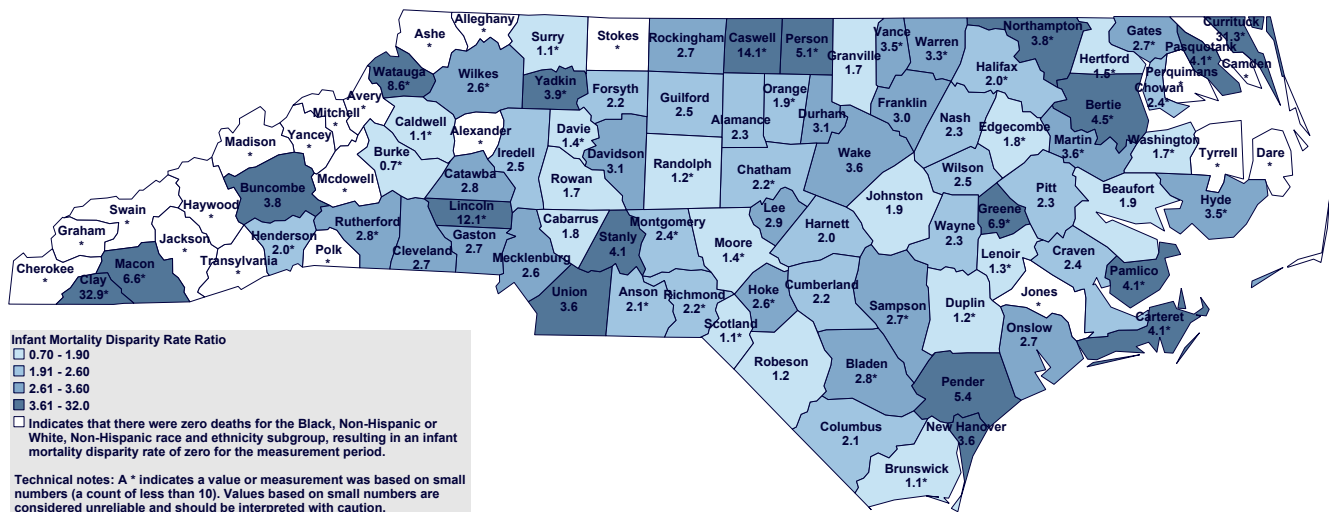 Ashe
*
Alleghany
*
Surry
1.1*
Stokes
*
Rockingham
2.7
Caswell
14.1*
Person
5.1*
Granville
1.7
Vance
3.5*
Warren
3.3*
Northampton
3.8*
Halifax
2.0*
Hertford
1.5*
Gates
2.7*
Currituck
31.3*
Pasquotank
4.1*
Camden
*
Perquimans
*
Chowan
2.4*
Bertie
4.5*
Watauga
8.6*
Wilkes
2.6*
Yadkin
3.9*
Forsyth
2.2
Guilford
2.5
Alamance
2.3
Orange
1.9*
Durham
3.1
Franklin
3.0
Nash
2.3
Edgecombe
1.8*
Martin
3.6*
Washington
1.7*
Tyrrell
*
Dare
*
Avery
*
Mitchell
*
Yancey
*
Madison
*
Caldwell
1.1*
Alexander
*
Iredell
2.5
Davie
1.4*
Davidson
3.1
Randolph
1.2*
Chatham
2.2*
Wake
3.6
Johnston
1.9
Wilson
2.5
Pitt
2.3
Beaufort
1.9
Hyde
3.5*
Burke
0.7*
Mcdowell
*
Buncombe
3.8
Haywood
*
Swain
*
Graham
*
Cherokee
*
Clay
32.9*
Macon
6.6*
Jackson
*
Transylvania
*
Henderson
2.0*
Polk
*
Rutherford
2.8*
Cleveland
2.7
Catawba
2.8
Lincoln
12.1*
Gaston
2.7
Mecklenburg
2.6
Rowan
1.7
Cabarrus
1.8
Stanly
4.1
Montgomery
2.4*
Moore
1.4*
Lee
2.9
Harnett
2.0
Wayne
2.3
Greene
6.9*
Lenoir
1.3*
Craven
2.4
Pamlico
4.1*
Jones
*
Carteret
4.1*
Onslow
2.7
Duplin
1.2*
Sampson
2.7*
Cumberland
2.2
Hoke
2.6*
Richmond
2.2*
Anson
2.1*
Union
3.6
Scotland
1.1*
Robeson
1.2
Bladen
2.8*
Pender
5.4
New Hanover
3.6
Columbus
2.1
Brunswick
1.1*
Infant Mortality Disparity Rate Ratio
0.70 - 1.90
1.91 - 2.60
2.61 - 3.60
3.61 - 32.0
Indicates that there were zero deaths for the Black, Non-Hispanic or
White, Non-Hispanic race and ethnicity subgroup, resulting in an infant
mortality disparity rate of zero for the measurement period.
Technical notes: A * indicates a value or measurement was based on small
numbers (a count of less than 10). Values based on small numbers are
considered unreliable and should be interpreted with caution.